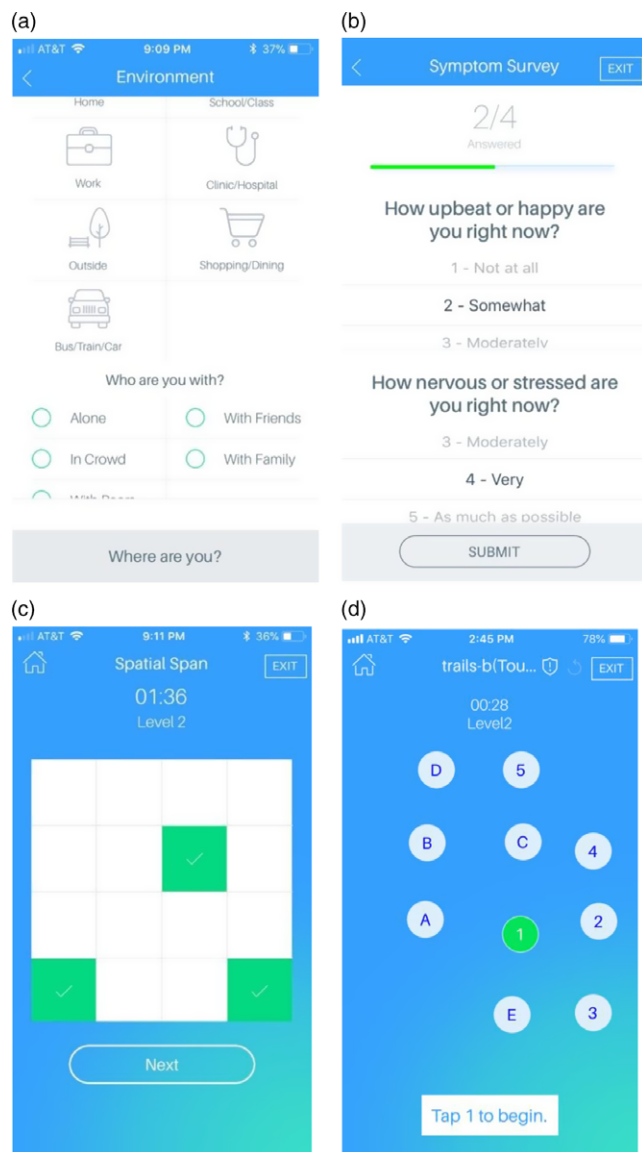 (a)
AT&T 9:09 PM 37%
Environment
Home School/Class
Work Clinic/Hospital
Outside Shopping/Dining
Bus/Train/Car
Who are you with?
Alone With Friends
In Crowd With Family
Where are you?
(b)
Symptom Survey EXIT
2/4
Answered
How upbeat or happy are
you right now?
1 - Not at all
2 - Somewhat
3 - Moderately
How nervous or stressed are
you right now?
3 - Moderately
4 - Very
5 - As much as possible
SUBMIT
(c)
AT&T 9:11 PM 36%
Spatial Span EXIT
01:36
Level 2
Next
(d)
AT&T 2:45 PM 78%
trails-b(Tou... EXIT
00:28
Level2
D 5
B C 4
A 1 2
E 3
Tap 1 to begin.